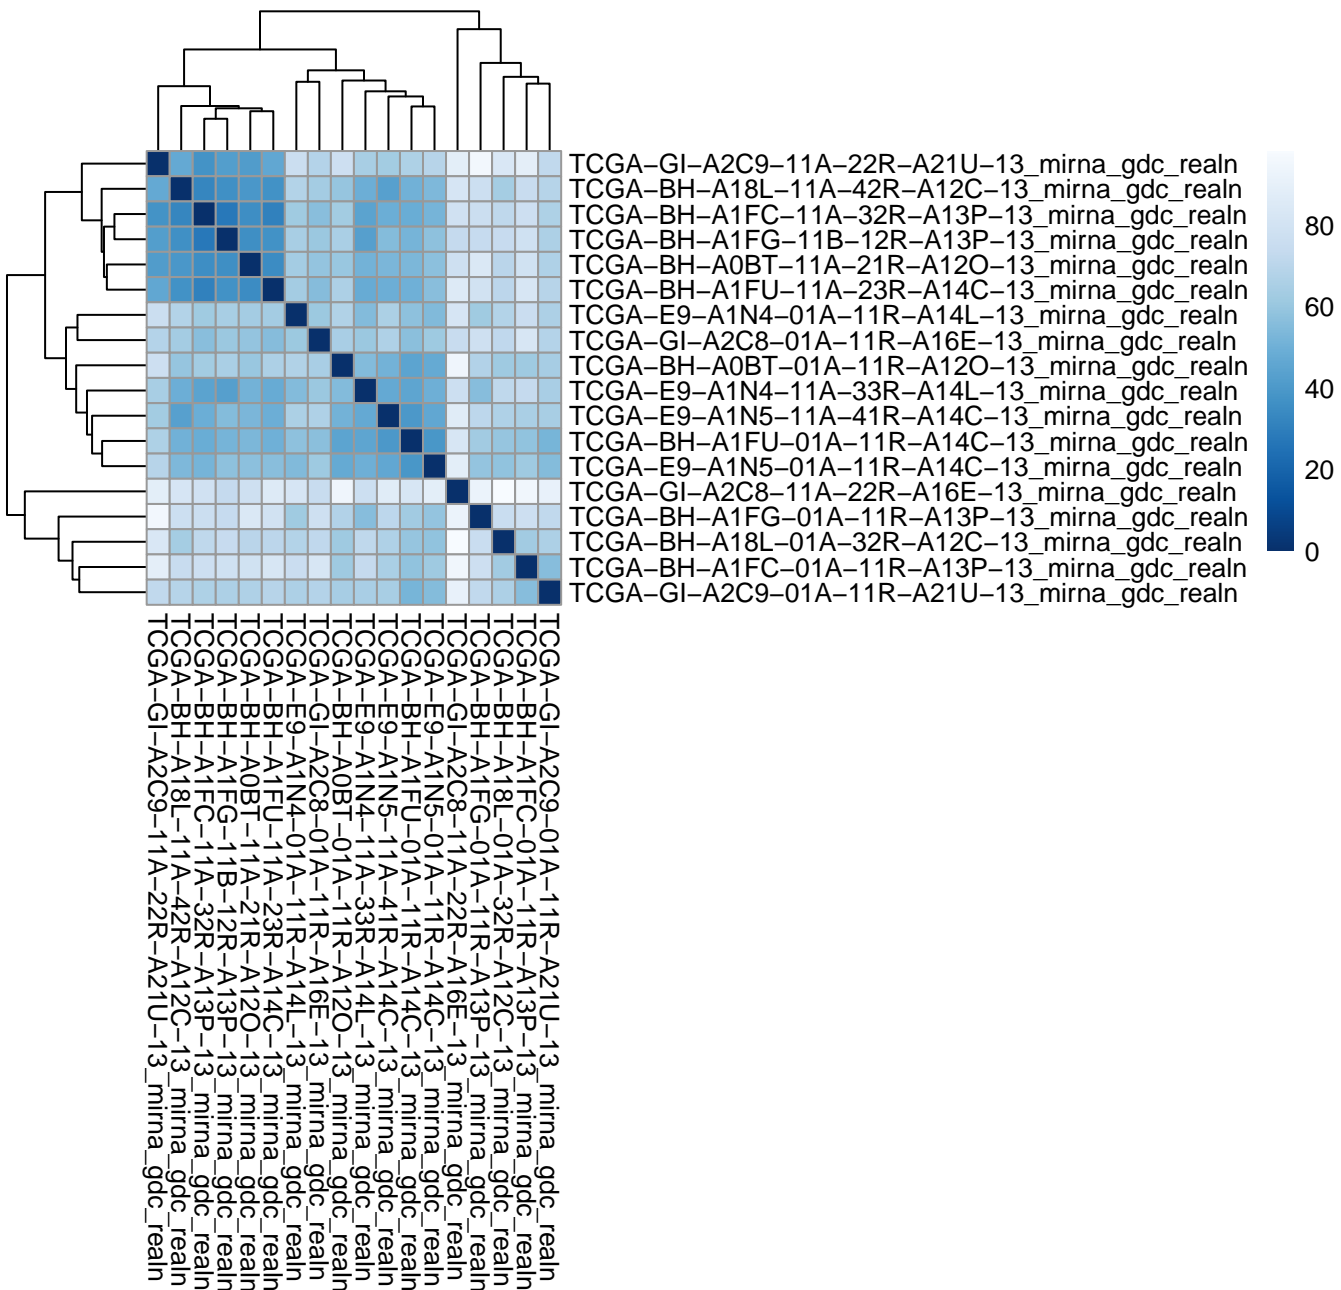 TCGA−GI−A2C9−11A−22R−A21U−13_mirna_gdc_realn
TCGA−BH−A18L−11A−42R−A12C−13_mirna_gdc_realn
TCGA−BH−A1FC−11A−32R−A13P−13_mirna_gdc_realn
TCGA−BH−A1FG−11B−12R−A13P−13_mirna_gdc_realn
TCGA−BH−A0BT−11A−21R−A12O−13_mirna_gdc_realn
TCGA−BH−A1FU−11A−23R−A14C−13_mirna_gdc_realn
TCGA−E9−A1N4−01A−11R−A14L−13_mirna_gdc_realn
TCGA−GI−A2C8−01A−11R−A16E−13_mirna_gdc_realn
TCGA−BH−A0BT−01A−11R−A12O−13_mirna_gdc_realn
TCGA−E9−A1N4−11A−33R−A14L−13_mirna_gdc_realn
TCGA−E9−A1N5−11A−41R−A14C−13_mirna_gdc_realn
TCGA−BH−A1FU−01A−11R−A14C−13_mirna_gdc_realn
TCGA−E9−A1N5−01A−11R−A14C−13_mirna_gdc_realn
TCGA−GI−A2C8−11A−22R−A16E−13_mirna_gdc_realn
TCGA−BH−A1FG−01A−11R−A13P−13_mirna_gdc_realn
TCGA−BH−A18L−01A−32R−A12C−13_mirna_gdc_realn
TCGA−BH−A1FC−01A−11R−A13P−13_mirna_gdc_realn
TCGA−GI−A2C9−01A−11R−A21U−13_mirna_gdc_realn
80
60
40
20
0
TCGA−GI−A2C9−11A−22R−A21U−13_mirna_gdc_realn
TCGA−BH−A18L−11A−42R−A12C−13_mirna_gdc_realn
TCGA−BH−A1FC−11A−32R−A13P−13_mirna_gdc_realn
TCGA−BH−A1FG−11B−12R−A13P−13_mirna_gdc_realn
TCGA−BH−A0BT−11A−21R−A12O−13_mirna_gdc_realn
TCGA−BH−A1FU−11A−23R−A14C−13_mirna_gdc_realn
TCGA−E9−A1N4−01A−11R−A14L−13_mirna_gdc_realn
TCGA−GI−A2C8−01A−11R−A16E−13_mirna_gdc_realn
TCGA−BH−A0BT−01A−11R−A12O−13_mirna_gdc_realn
TCGA−E9−A1N4−11A−33R−A14L−13_mirna_gdc_realn
TCGA−E9−A1N5−11A−41R−A14C−13_mirna_gdc_realn
TCGA−BH−A1FU−01A−11R−A14C−13_mirna_gdc_realn
TCGA−E9−A1N5−01A−11R−A14C−13_mirna_gdc_realn
TCGA−GI−A2C8−11A−22R−A16E−13_mirna_gdc_realn
TCGA−BH−A1FG−01A−11R−A13P−13_mirna_gdc_realn
TCGA−BH−A18L−01A−32R−A12C−13_mirna_gdc_realn
TCGA−BH−A1FC−01A−11R−A13P−13_mirna_gdc_realn
TCGA−GI−A2C9−01A−11R−A21U−13_mirna_gdc_realn